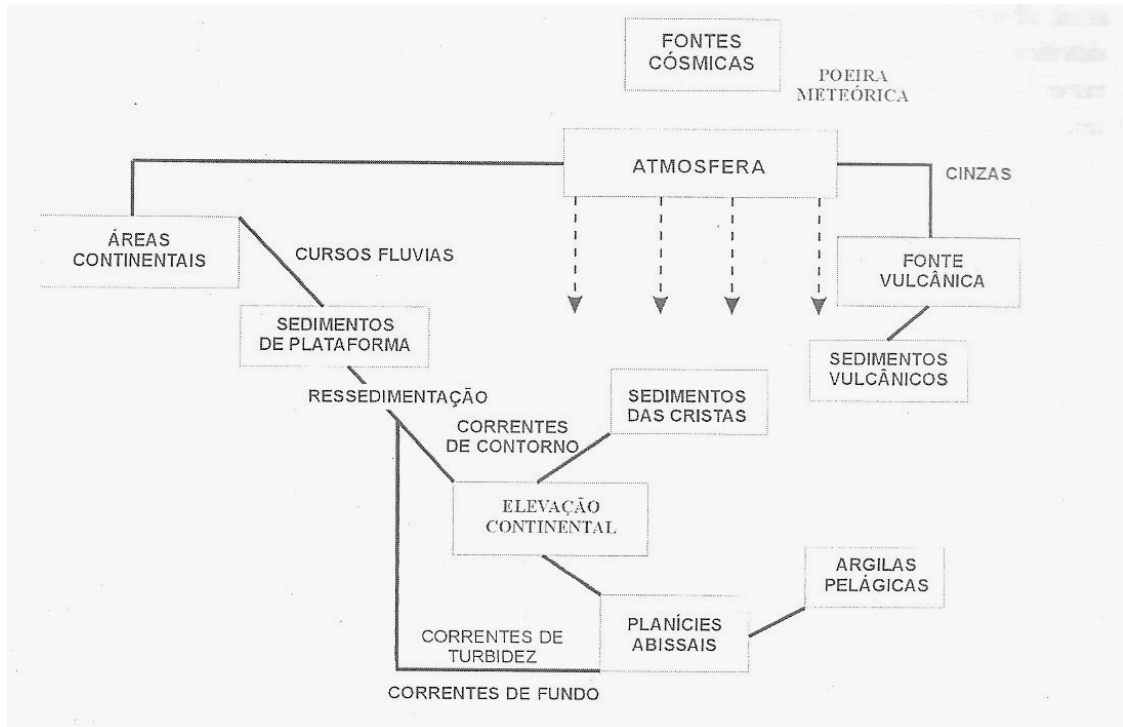 FONTES
CÓSMICAS
POEIRA
METEÓRICA
ATMOSFERA
CINZAS
ÁREAS
CONTINENTAIS
CURSOS FLUVIAS
FONTE
VULCÂNICA
SEDIMENTOS
DE PLATAFORMA
SEDIMENTOS
VULCÂNICOS
RESSEDIMENTAÇÃO
SEDIMENTOS
DAS CRISTAS
CORRENTES
DE CONTORNO
ELEVAÇÃO
CONTINENTAL
ARGILAS
PELÁGICAS
PLANÍCIES
ABISSAIS
CORRENTES DE
TURBIDEZ
CORRENTES DE FUNDO